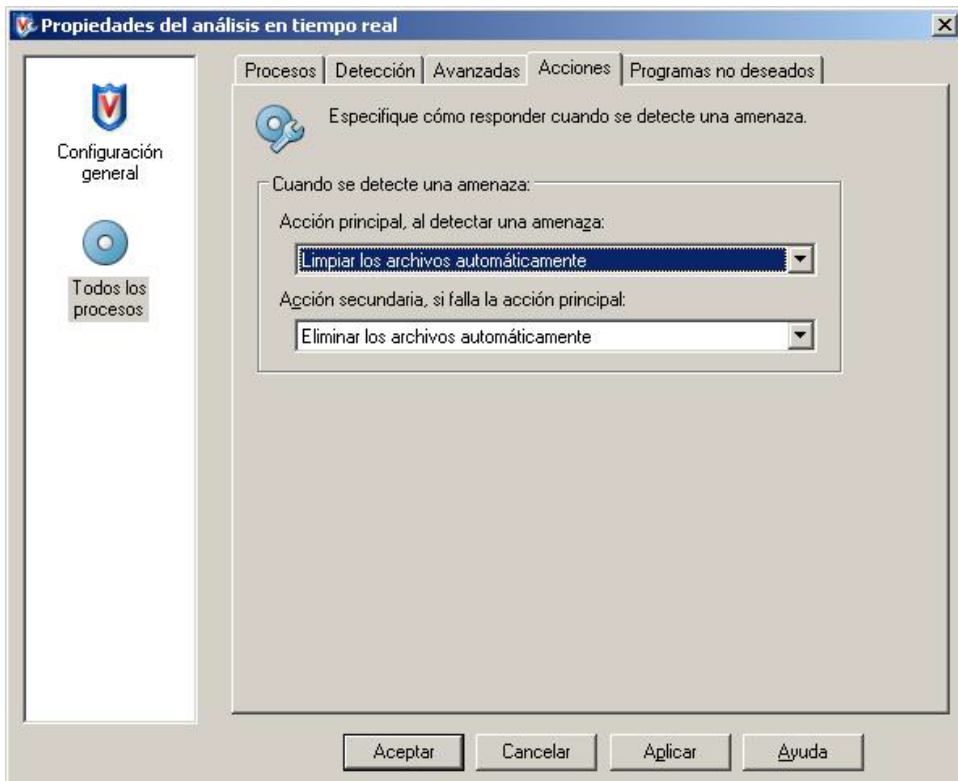 Propiedades del análisis en tiempo real
Configuración
general
Todos los
procesos
Procesos
Detección
Avanzadas
Acciones
Programas no deseados
Especifique cómo responder cuando se detecte una amenaza.
Cuando se detecte una amenaza:
Acción principal, al detectar una amenaza:
Limpiar los archivos automáticamente
Acción secundaria, si falla la acción principal:
Eliminar los archivos automáticamente
Aceptar
Cancelar
Aplicar
Ayuda